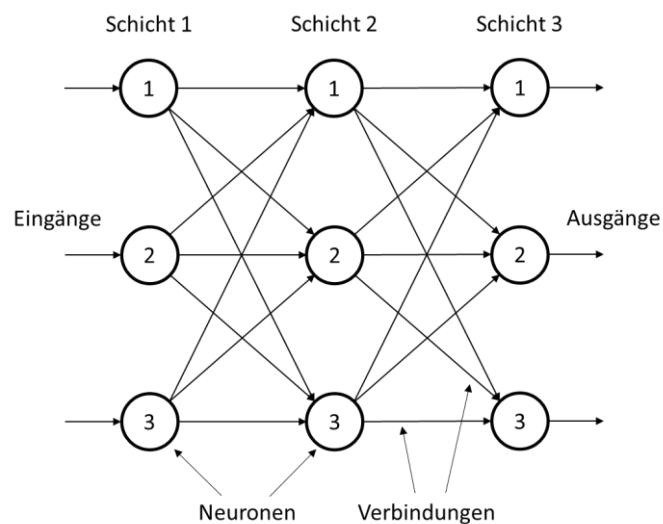 Schicht 1 Schicht 2 Schicht 3
1 1 1
Eingänge 2 2 2 Ausgänge
3 3 3
Neuronen Verbindungen